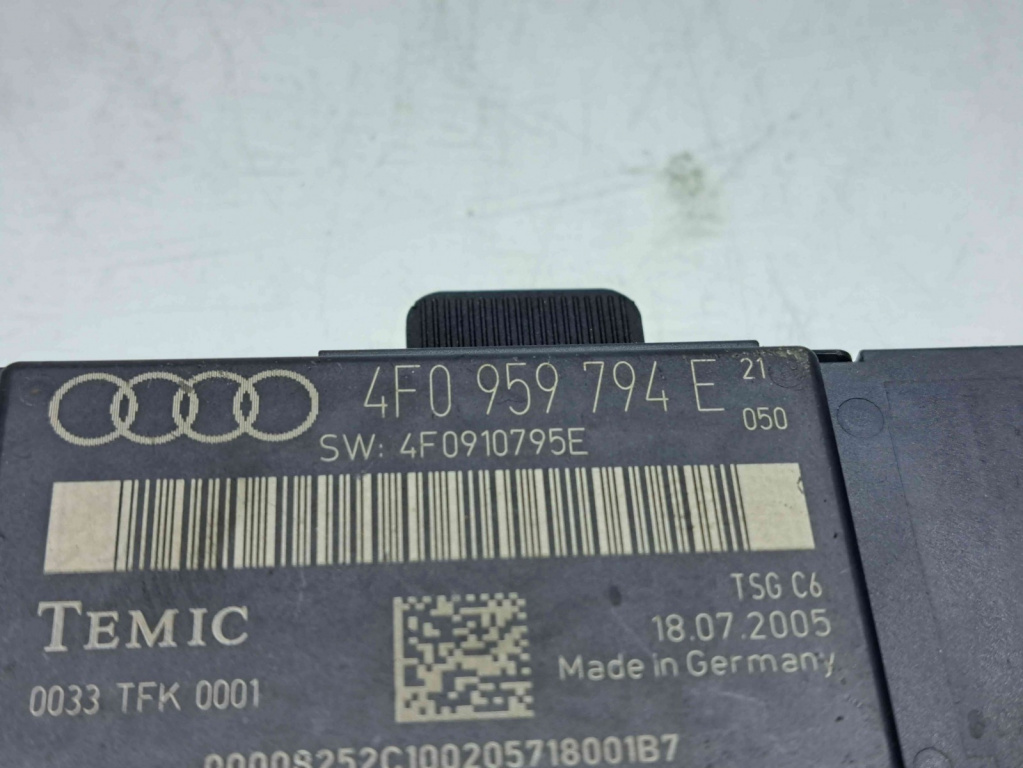 4F0 959 794 E 21
050
SW: 4F0910795E
TSG C6
TEMIC
18.07.2005
Made in Germany
0033 TFK 0001
00008252C100205718001B7